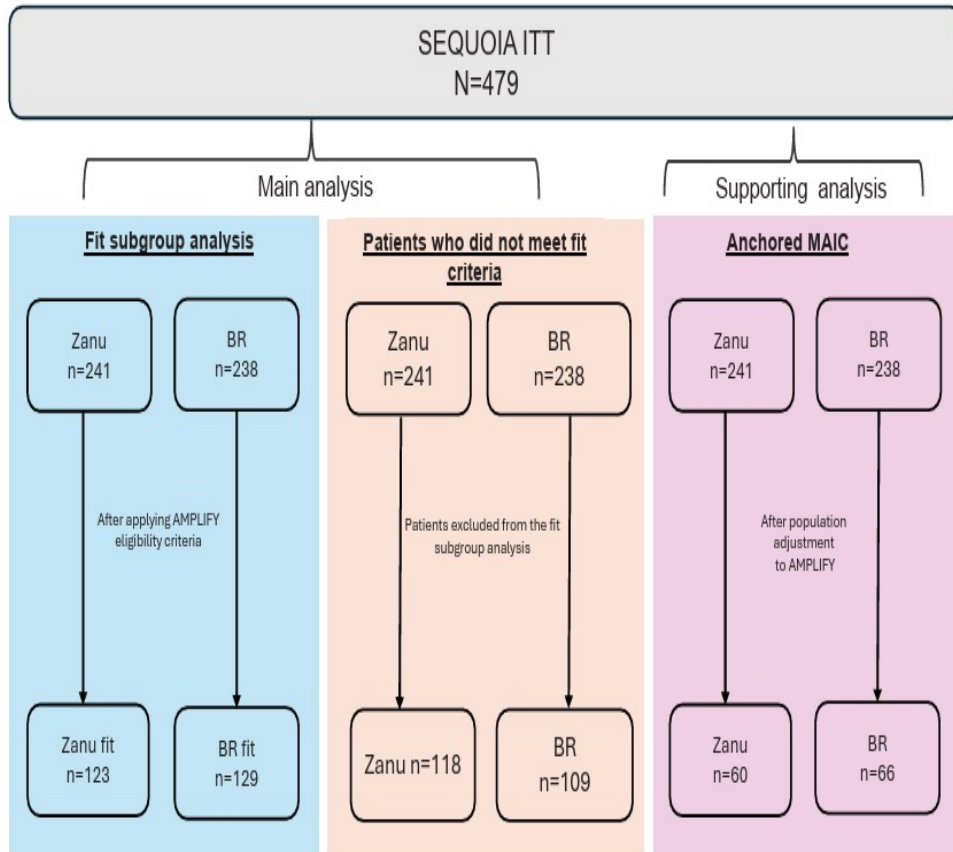 SEQUOIA ITT
N=479
Main analysis
Supporting analysis
Fit subgroup analysis
Zanu
n=241
BR
n=238
After applying AMPLIFY
eligibility criteria
Zanu fit
n=123
BR fit
n=129
Patients who did not meet fit
criteria
Zanu
n=241
BR
n=238
Patients excluded from the fit
subgroup analysis
Zanu n=118
BR
n=109
Anchored MAIC
Zanu
n=241
BR
n=238
After population
adjustment
to AMPLIFY
Zanu
n=60
BR
n=66